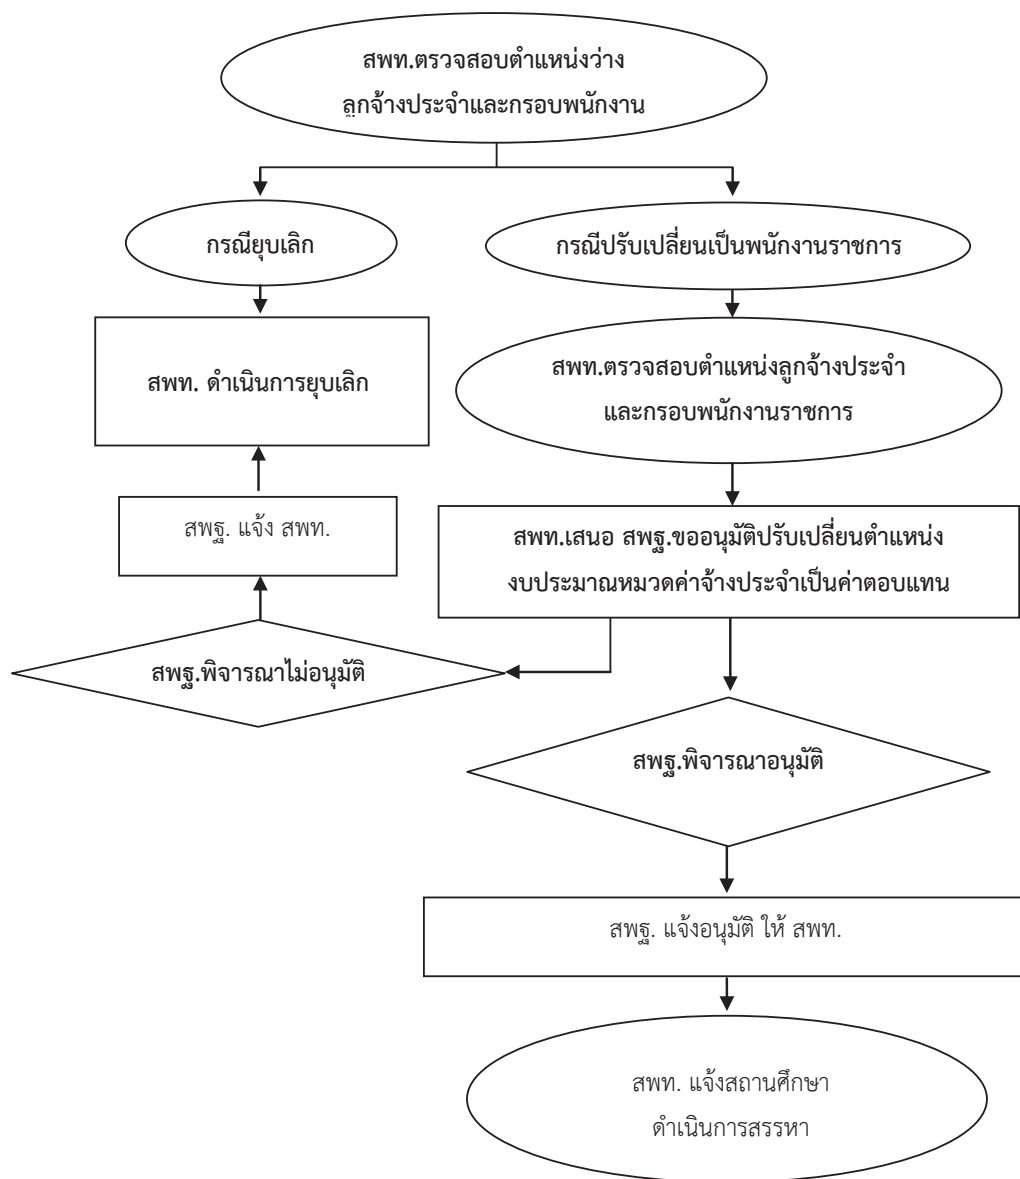 สพท.ตรวจสอบตำแหน่งว่าง
ลูกจ้างประจำและกรอบพนักงาน
กรณียุบเลิก
กรณีปรับเปลี่ยนเป็นพนักงานราชการ
สพท. ดำเนินการยุบเลิก
สพท.ตรวจสอบตำแหน่งลูกจ้างประจำ
และกรอบพนักงานราชการ
สพฐ. แจ้ง สพท.
สพท.เสนอ สพฐ.ขออนุมัติปรับเปลี่ยนตำแหน่ง
งบประมาณหมวดค่าจ้างประจำเป็นค่าตอบแทน
สพฐ.พิจารณาไม่อนุมัติ
สพฐ.พิจารณาอนุมัติ
สพฐ. แจ้งอนุมัติ ให้ สพท.
สพท. แจ้งสถานศึกษา
ดำเนินการสรรหา